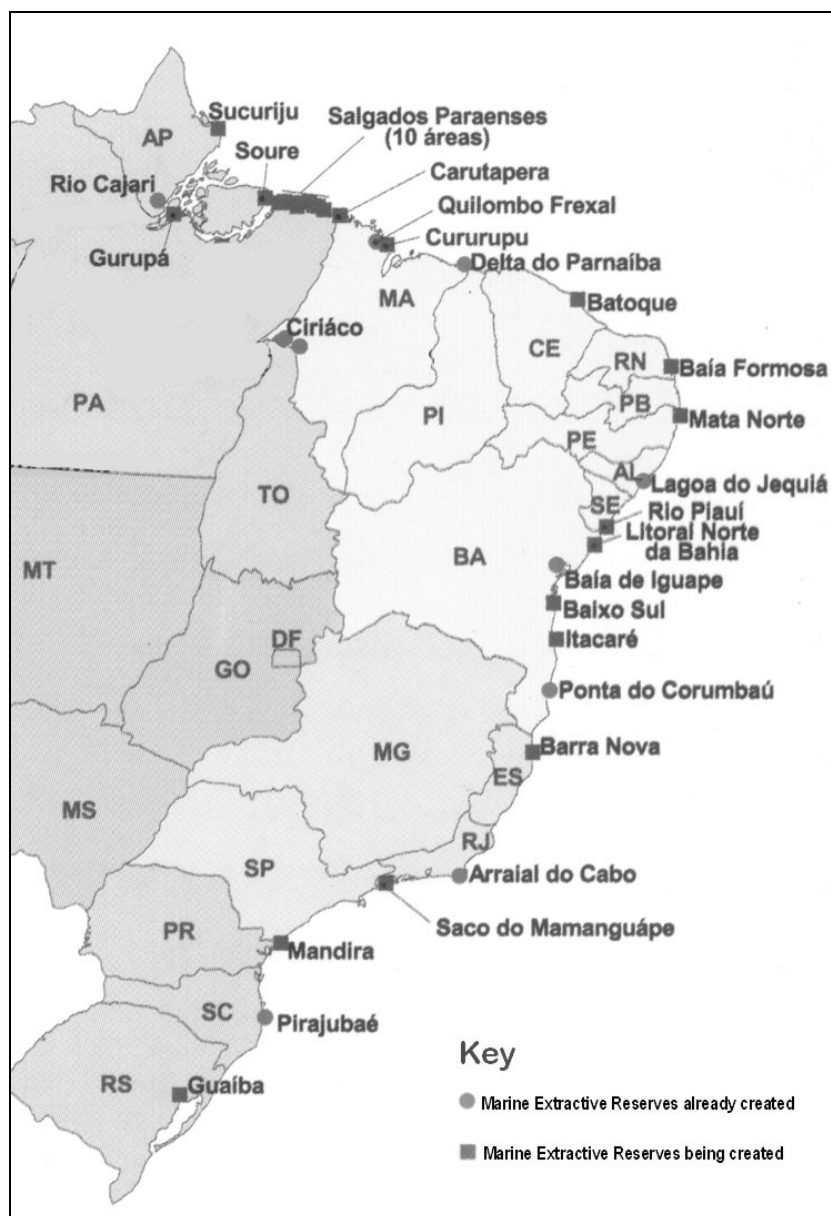 Sucuriju
Salgados Paraenses
(10 áreas)
AP
Soure
Carutapera
Rio Cajari
Quilombo Frexal
Cururupu
Gurupá
Delta do Parnaíba
MA
Batoque
Ciriáco
CE
RN
Baía Formosa
PA
PB
PI
Mata Norte
PE
AL
Lagoa do Jequiá
TO
SE
Rio Piauí
Litoral Norte
da Bahia
BA
MT
Baía de Iguape
Baixo Sul
Itacaré
DF
GO
Ponta do Corumbaú
MG
Barra Nova
ES
MS
RJ
SP
Arraial do Cabo
Saco do Mamanguápe
PR
Mandira
SC
Pirajubaé
Key
RS
Guaíba
Marine Extractive Reserves already created
Marine Extractive Reserves being created